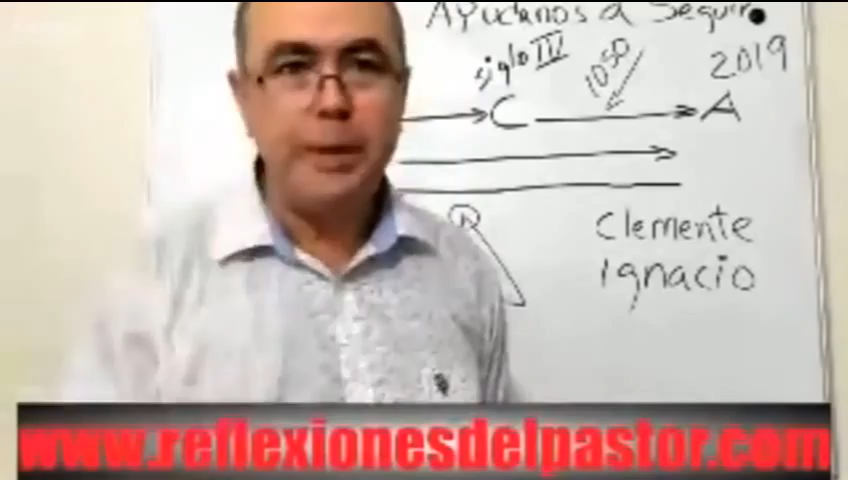 Ayudanos a Seguir
siglo IV
1050
2019
C
A
R
Clemente
Ignacio
www.reflexionesdelpastor.com